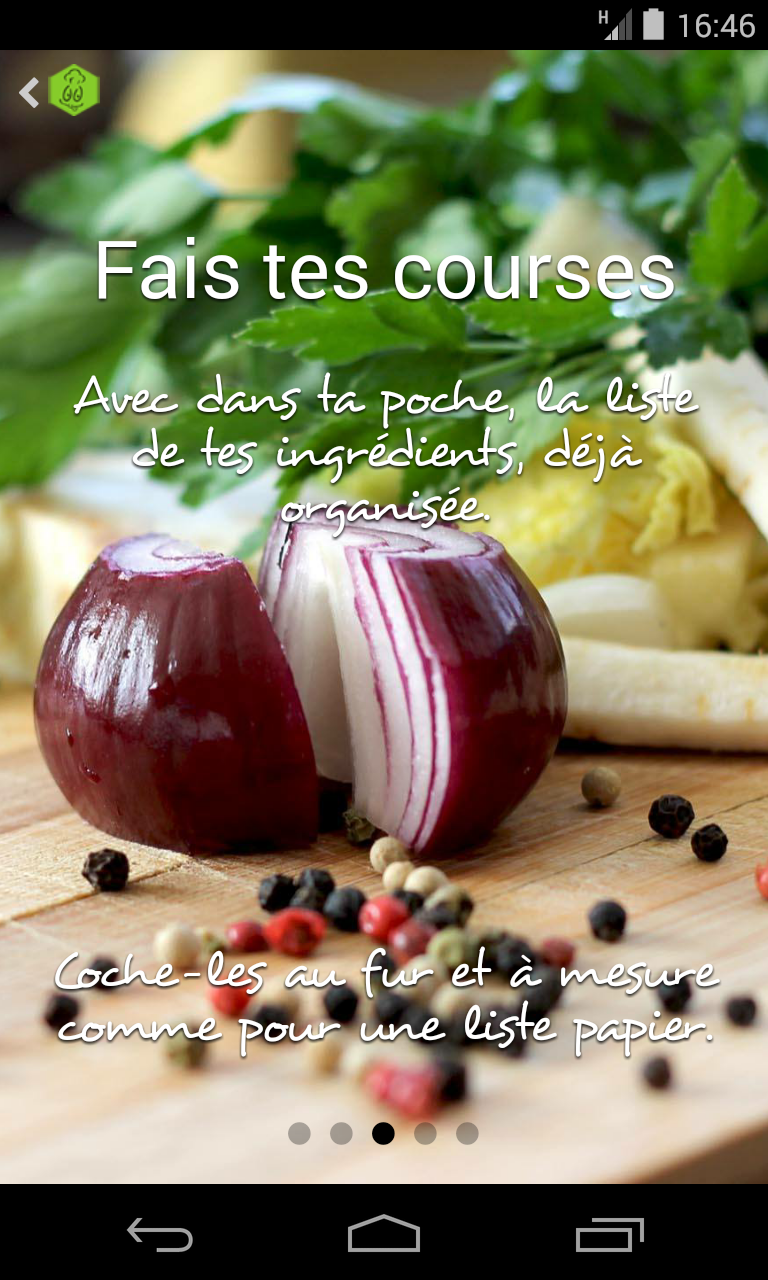 H 16:46
Fais tes courses
Avec dans ta poche, la liste
de tes ingrédients, déjà
organisée.
Coche-les au fur et à mesure
comme pour une liste papier.